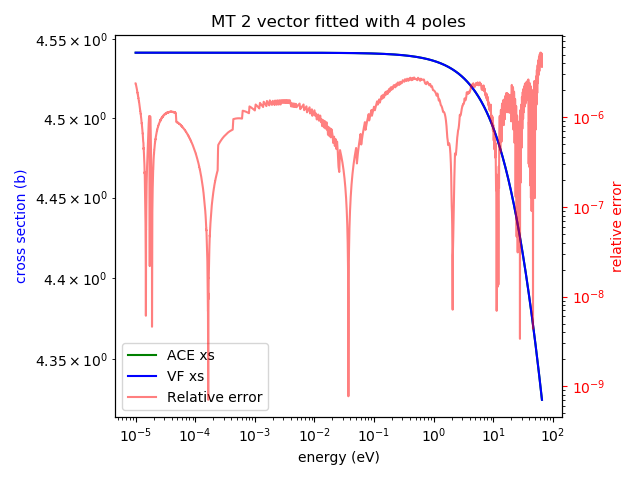 MT 2 vector fitted with 4 poles
cross section (b)
4.55 × 10⁰
4.5 × 10⁰
4.45 × 10⁰
4.4 × 10⁰
4.35 × 10⁰
10⁻⁶
10⁻⁷
10⁻⁸
10⁻⁹
relative error
ACE xs
VF xs
Relative error
10⁻⁵ 10⁻⁴ 10⁻³ 10⁻² 10⁻¹ 10⁰ 10¹ 10²
energy (eV)